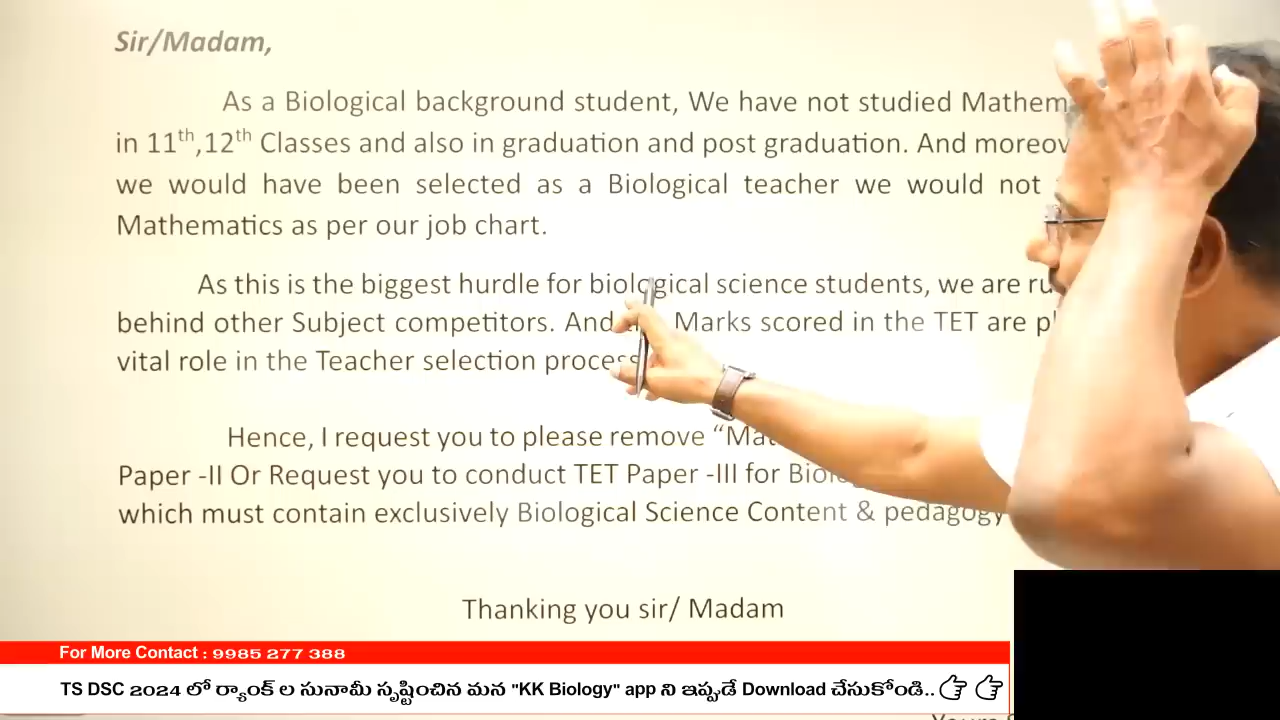 Sir/Madam,
As a Biological background student, We have not studied Mathem
in 11th,12th Classes and also in graduation and post graduation. And moreov
we would have been selected as a Biological teacher we would not
Mathematics as per our job chart.
As this is the biggest hurdle for biological science students, we are ru
behind other Subject competitors. And Marks scored in the TET are pl
vital role in the Teacher selection process
Hence, I request you to please remove “Mat
Paper -II Or Request you to conduct TET Paper -III for Biolog
which must contain exclusively Biological Science Content & pedagogy
Thanking you sir/ Madam
For More Contact : 9985 277 388
TS DSC 2024 లో ర్యాంక్ ల సునామీ సృష్టించిన మన "KK Biology" app ని ఇప్పుడే Download చేసుకోండి..